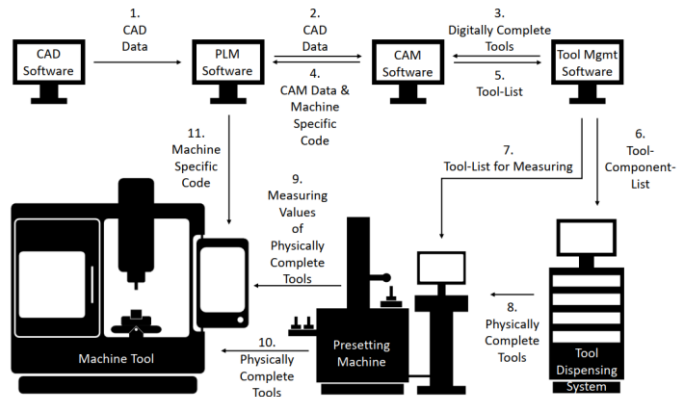 1.
CAD
Data
2.
CAD
Data
3.
Digitally Complete
Tools
CAD
Software
PLM
Software
CAM
Software
Tool Mgmt
Software
4.
CAM Data &
Machine
Specific
Code
5.
Tool-List
11.
Machine
Specific
Code
9.
Measuring
Values
of
Physically
Complete
Tools
7.
Tool-List for Measuring
6.
Tool-
Component-
List
8.
Physically
Complete
Tools
Machine Tool
10.
Physically
Complete
Tools
Presetting
Machine
Tool
Dispensing
System